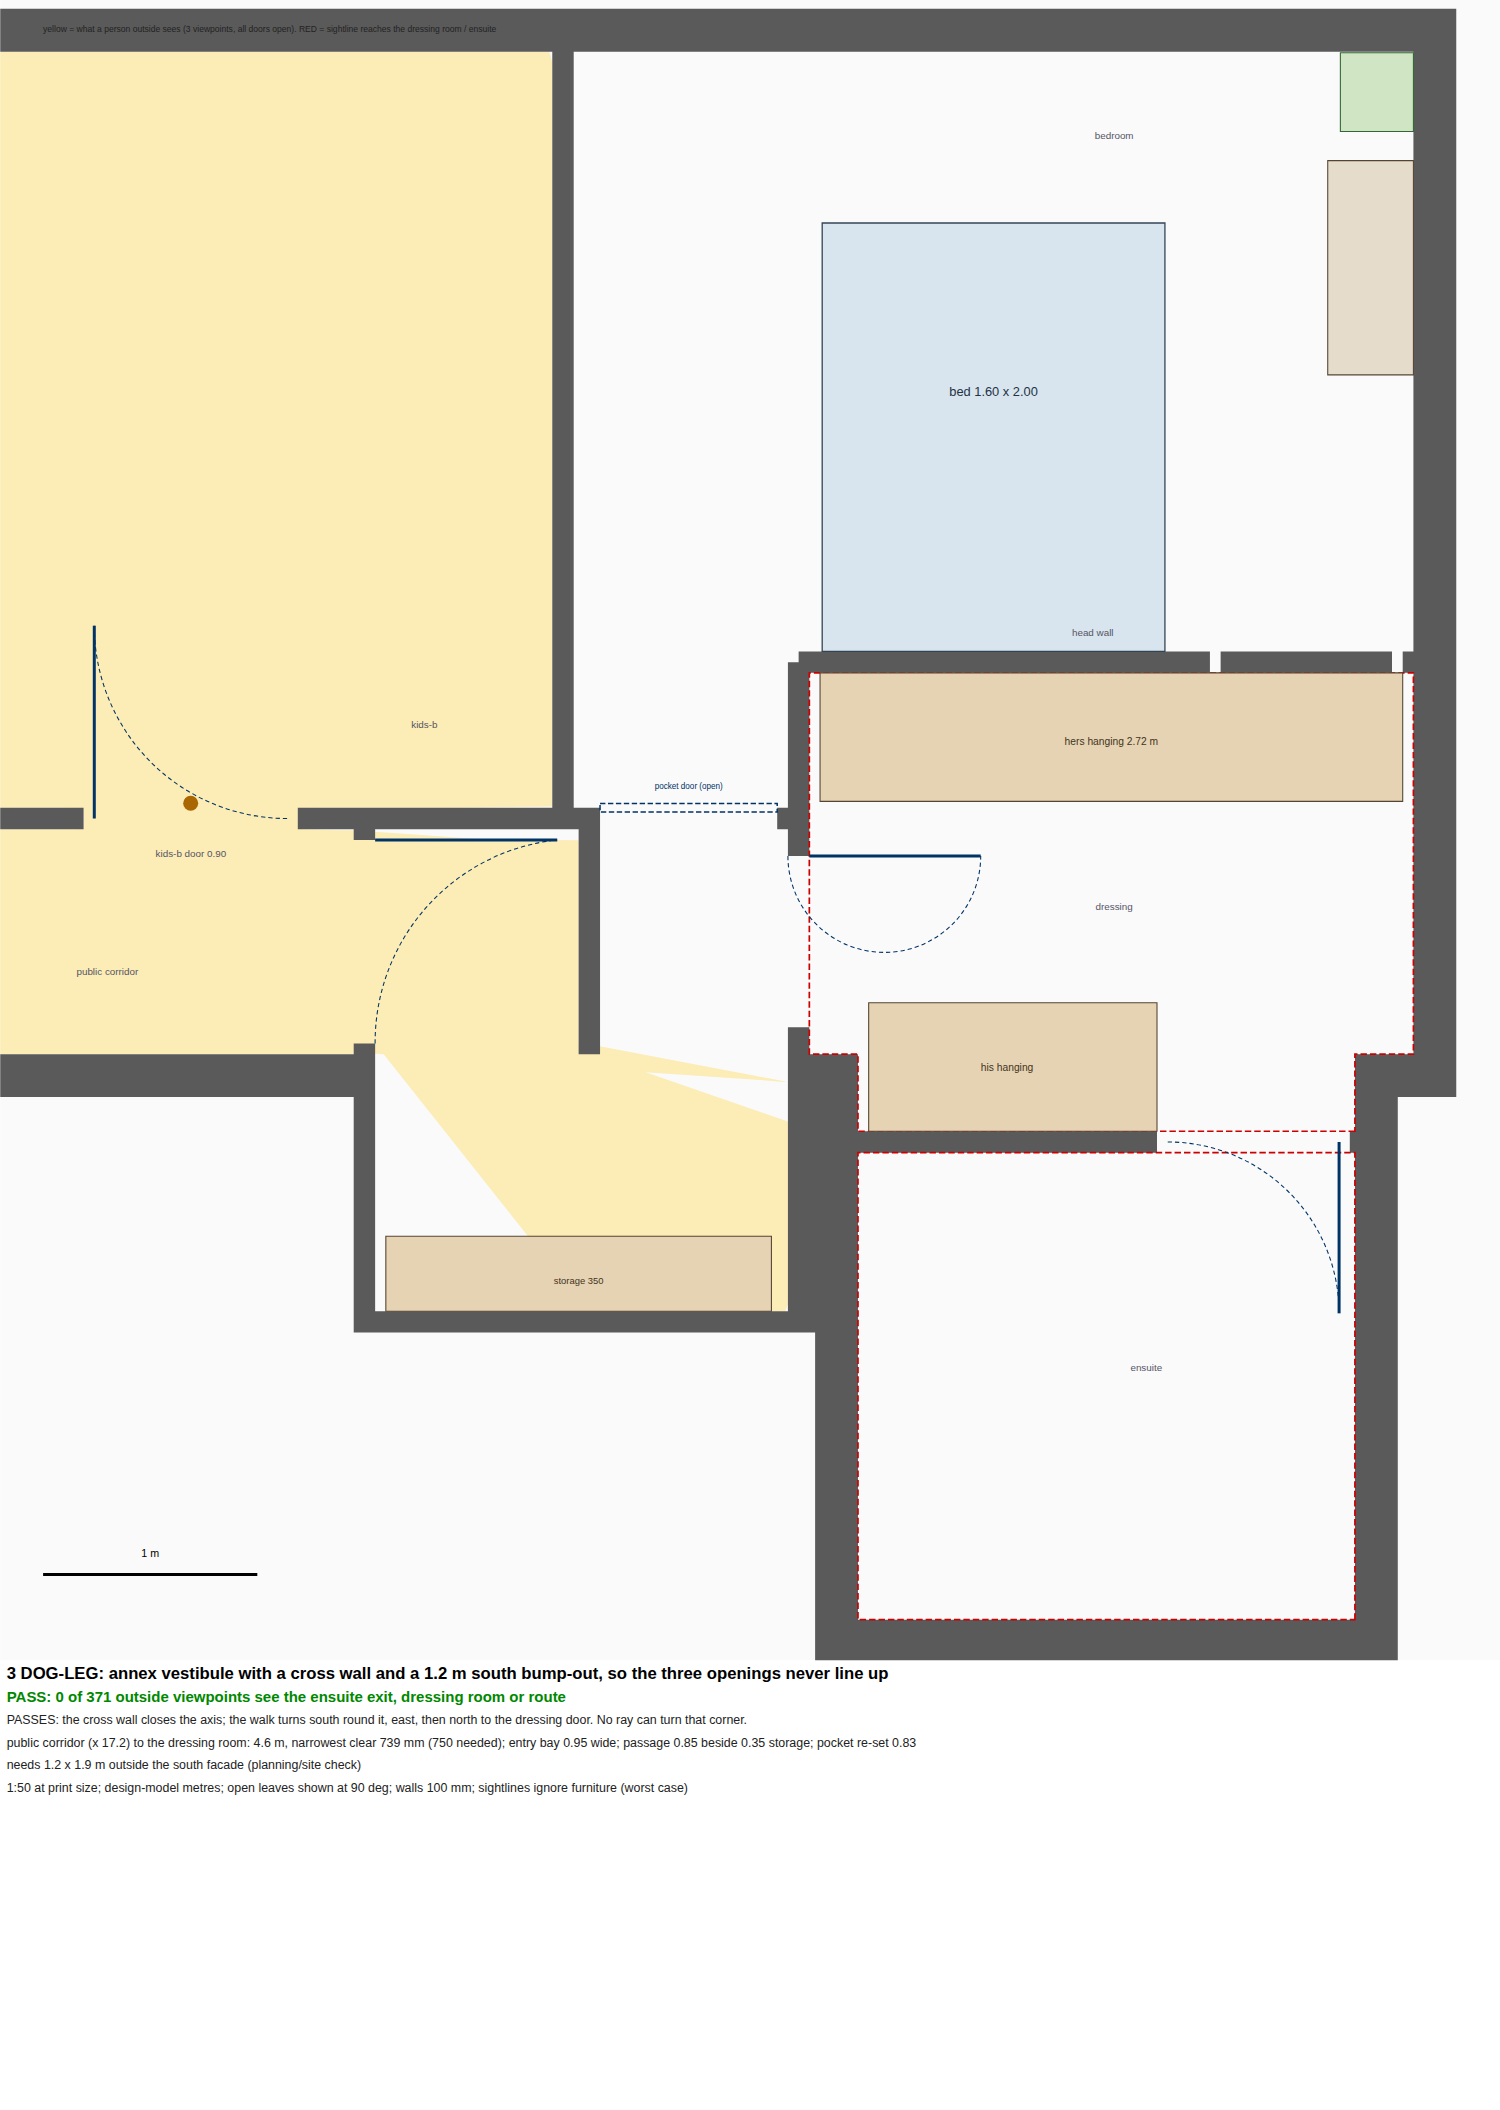 yellow = what a person outside sees (3 viewpoints, all doors open). RED = sightline reaches the dressing room / ensuite
bedroom
bed 1.60 x 2.00
head wall
kids-b
hers hanging 2.72 m
pocket door (open)
kids-b door 0.90
dressing
public corridor
his hanging
storage 350
ensuite
1 m
3 DOG-LEG: annex vestibule with a cross wall and a 1.2 m south bump-out, so the three openings never line up
PASS: 0 of 371 outside viewpoints see the ensuite exit, dressing room or route
PASSES: the cross wall closes the axis; the walk turns south round it, east, then north to the dressing door. No ray can turn that corner.
public corridor (x 17.2) to the dressing room: 4.6 m, narrowest clear 739 mm (750 needed); entry bay 0.95 wide; passage 0.85 beside 0.35 storage; pocket re-set 0.83
needs 1.2 x 1.9 m outside the south facade (planning/site check)
1:50 at print size; design-model metres; open leaves shown at 90 deg; walls 100 mm; sightlines ignore furniture (worst case)